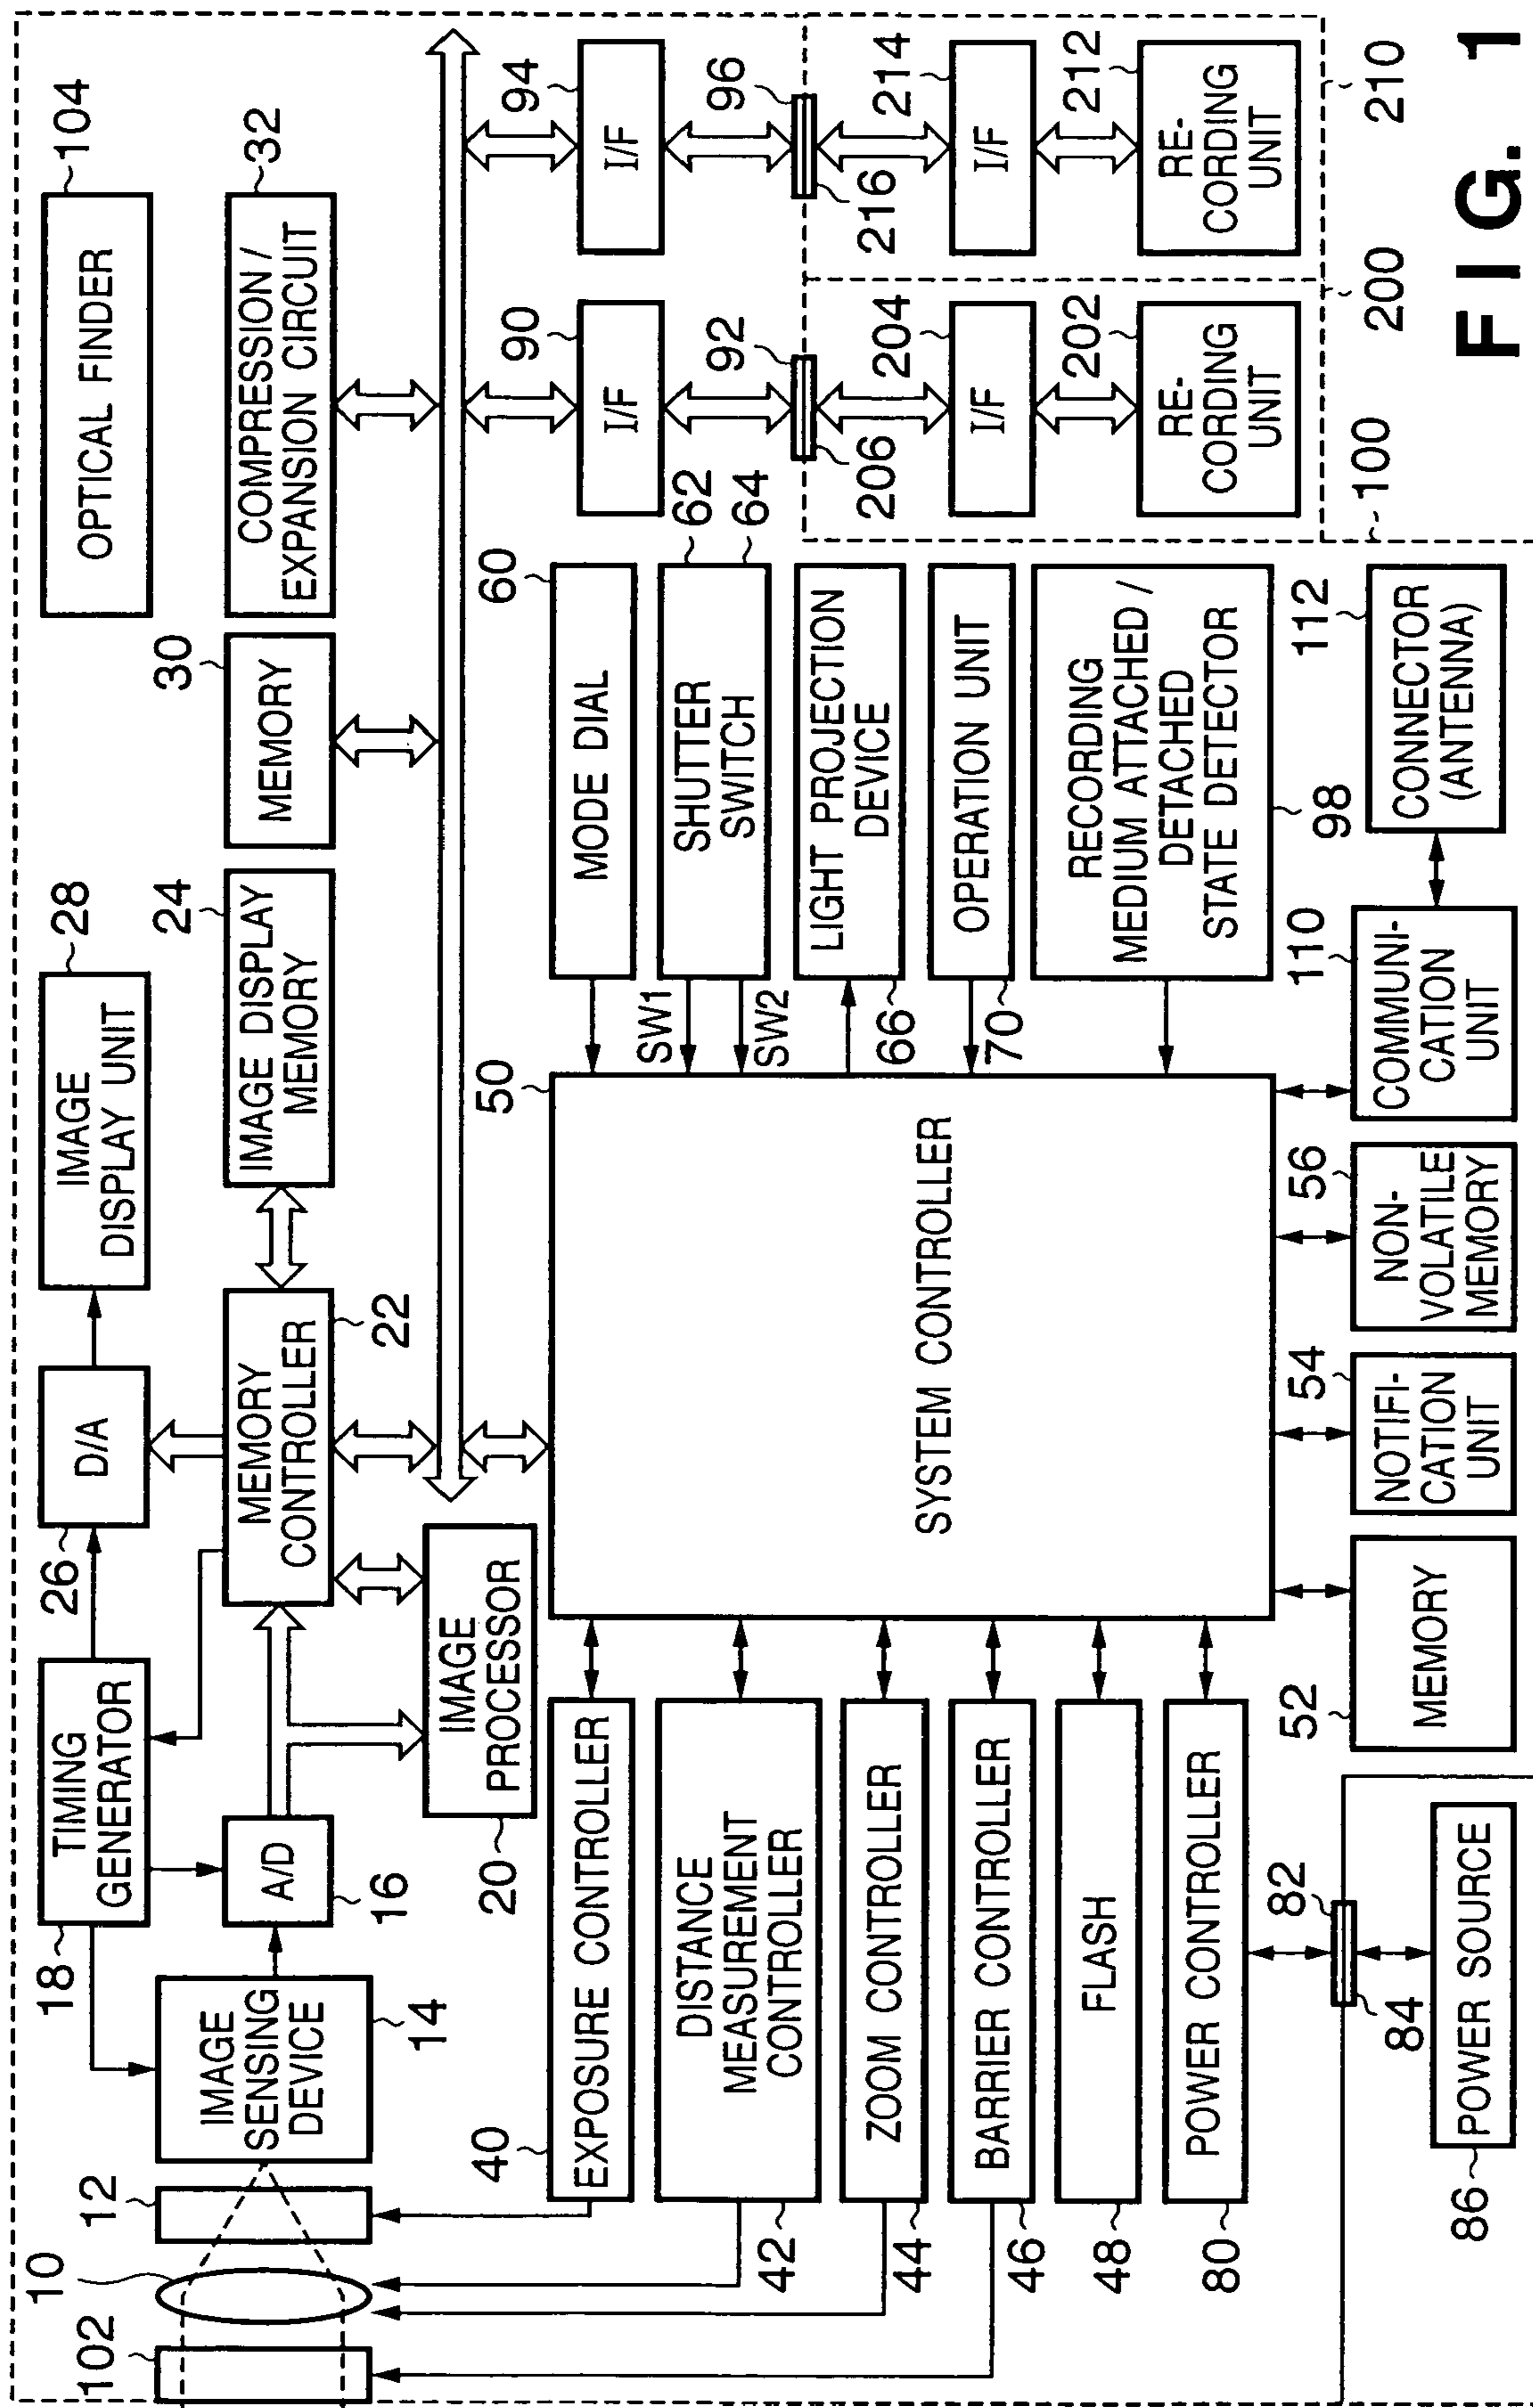 102
10
12
IMAGE
SENSING
DEVICE
14
18
TIMING
GENERATOR
A/D
16
26
D/A
IMAGE
DISPLAY UNIT
28
OPTICAL FINDER
104
MEMORY
CONTROLLER
22
IMAGE DISPLAY
MEMORY
24
MEMORY
30
COMPRESSION /
EXPANSION CIRCUIT
32
IMAGE
PROCESSOR
20
40
EXPOSURE CONTROLLER
DISTANCE
MEASUREMENT
CONTROLLER
42
ZOOM CONTROLLER
44
BARRIER CONTROLLER
46
FLASH
48
POWER CONTROLLER
80
82
84
POWER SOURCE
86
50
SYSTEM CONTROLLER
MODE DIAL
60
SW1
SW2
SHUTTER
SWITCH
62
64
LIGHT PROJECTION
DEVICE
66
OPERATION UNIT
70
RECORDING
MEDIUM ATTACHED /
DETACHED
STATE DETECTOR
98
52
MEMORY
54
NOTIFI-
CATION
UNIT
56
NON-
VOLATILE
MEMORY
110
COMMUNI-
CATION
UNIT
112
CONNECTOR
(ANTENNA)
I/F
90
92
206
I/F
204
RE-
CORDING
UNIT
202
I/F
94
96
216
I/F
214
RE-
CORDING
UNIT
212
100
200
210
FIG. 1